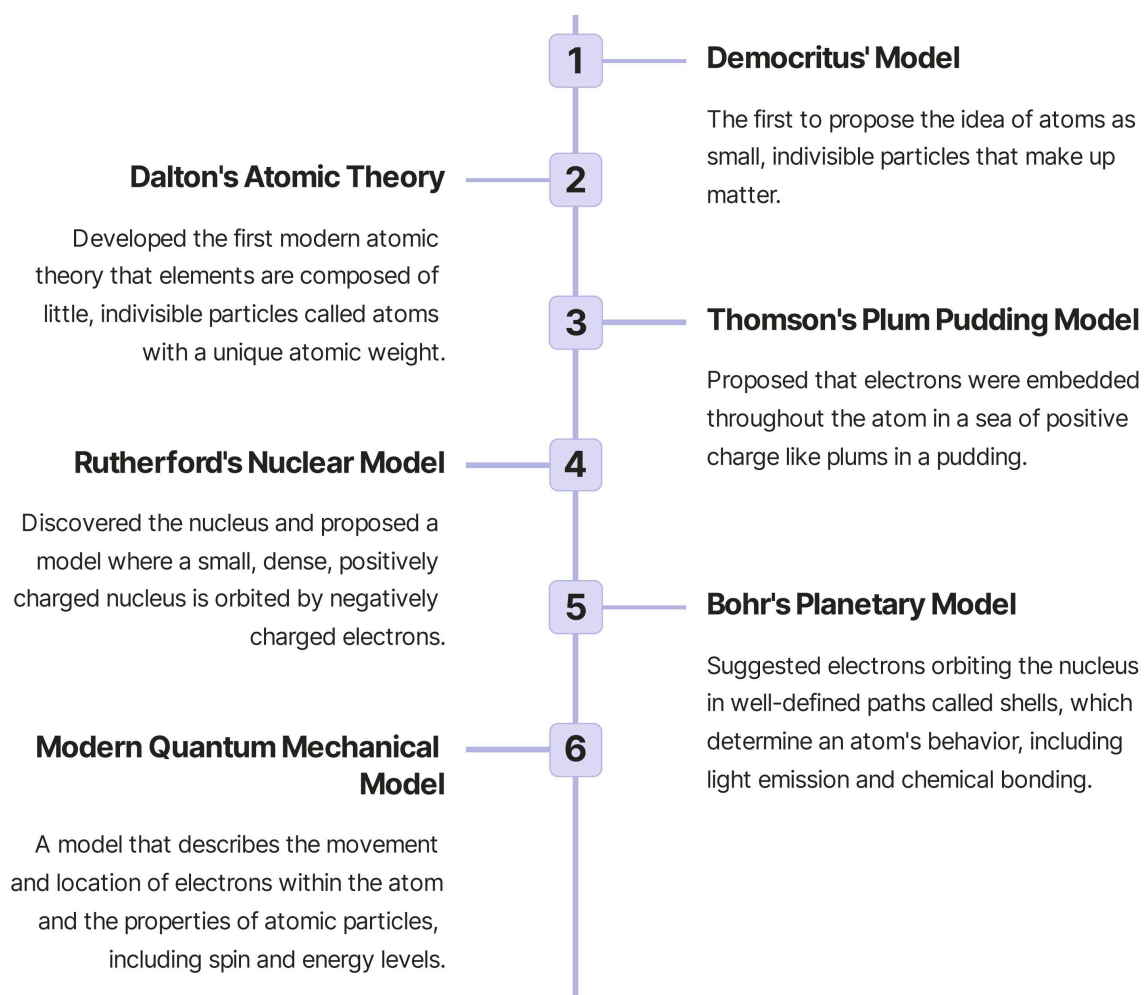 1
Democritus' Model
The first to propose the idea of atoms as
small, indivisible particles that make up
matter.
2
Dalton's Atomic Theory
Developed the first modern atomic
theory that elements are composed of
little, indivisible particles called atoms
with a unique atomic weight.
3
Thomson's Plum Pudding Model
Proposed that electrons were embedded
throughout the atom in a sea of positive
charge like plums in a pudding.
4
Rutherford's Nuclear Model
Discovered the nucleus and proposed a
model where a small, dense, positively
charged nucleus is orbited by negatively
charged electrons.
5
Bohr's Planetary Model
Suggested electrons orbiting the nucleus
in well-defined paths called shells, which
determine an atom's behavior, including
light emission and chemical bonding.
6
Modern Quantum Mechanical
Model
A model that describes the movement
and location of electrons within the atom
and the properties of atomic particles,
including spin and energy levels.